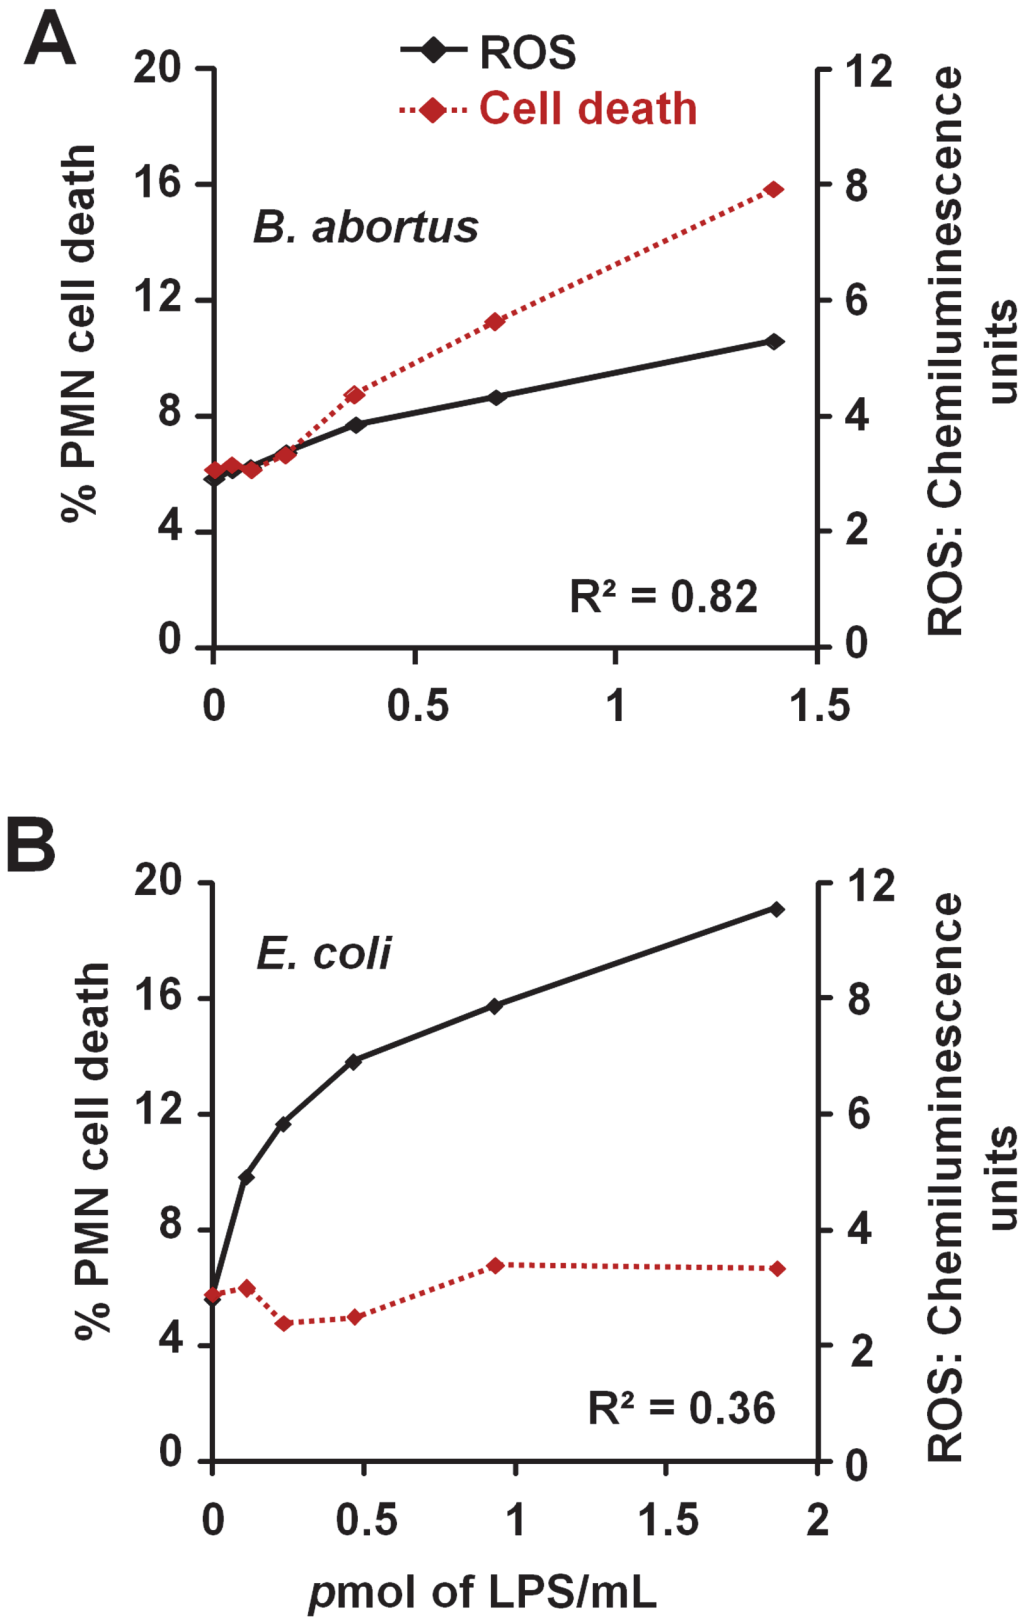 A
ROS
Cell death
20
16
12
8
4
0
% PMN cell death
B. abortus
R² = 0.82
12
8
6
4
2
0
ROS: Chemiluminescence
units
0
0.5
1
1.5
B
20
16
12
8
4
0
% PMN cell death
E. coli
R² = 0.36
12
8
6
4
2
0
ROS: Chemiluminescence
units
0
0.5
1
1.5
2
pmol of LPS/mL